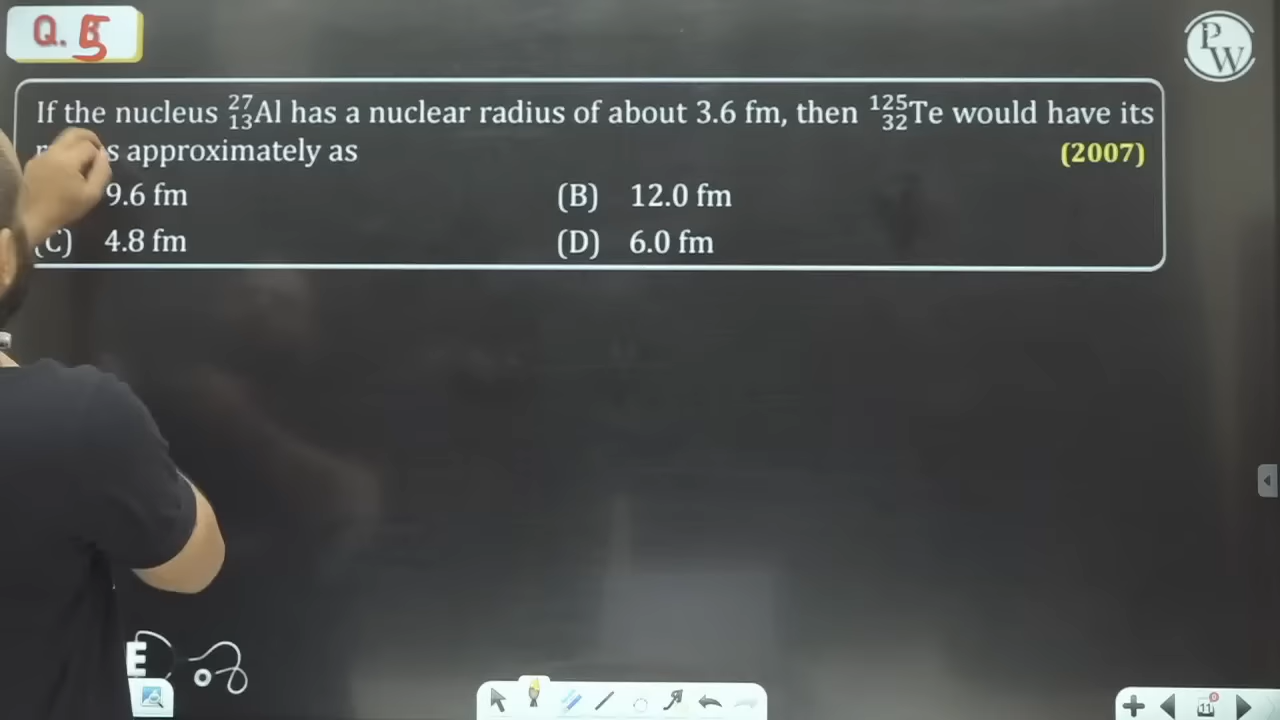 Q. 5
If the nucleus ²⁷₁₃Al has a nuclear radius of about 3.6 fm, then ¹²⁵₃₂Te would have its
approximately as (2007)
9.6 fm (B) 12.0 fm
(C) 4.8 fm (D) 6.0 fm
P
W
E
11